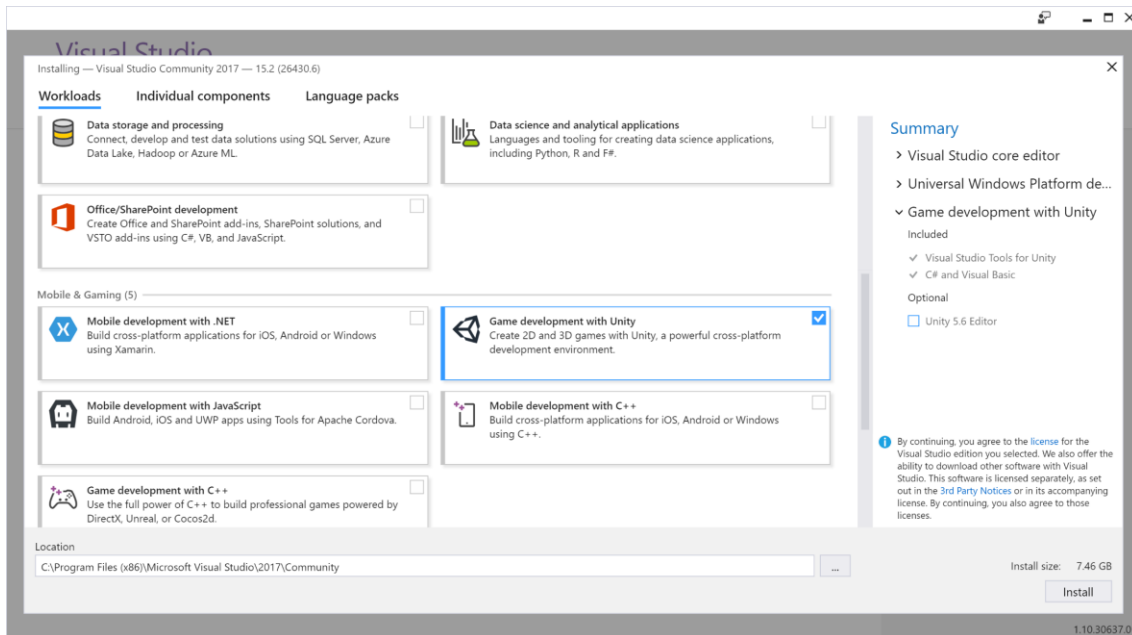 Visual Studio
Installing — Visual Studio Community 2017 — 15.2 (26430.6)
Workloads
Individual components
Language packs
Data storage and processing
Connect, develop and test data solutions using SQL Server, Azure
Data Lake, Hadoop or Azure ML.
Data science and analytical applications
Languages and tooling for creating data science applications,
including Python, R and F#.
Office/SharePoint development
Create Office and SharePoint add-ins, SharePoint solutions, and
VSTO add-ins using C#, VB, and JavaScript.
Mobile & Gaming (5)
Mobile development with .NET
Build cross-platform applications for iOS, Android or Windows
using Xamarin.
Game development with Unity
Create 2D and 3D games with Unity, a powerful cross-platform
development environment.
Mobile development with JavaScript
Build Android, iOS and UWP apps using Tools for Apache Cordova.
Mobile development with C++
Build cross-platform applications for iOS, Android or Windows
using C++.
Game development with C++
Use the full power of C++ to build professional games powered by
DirectX, Unreal, or Cocos2d.
Summary
Visual Studio core editor
Universal Windows Platform de...
Game development with Unity
Included
Visual Studio Tools for Unity
C# and Visual Basic
Optional
Unity 5.6 Editor
By continuing, you agree to the license for the
Visual Studio edition you selected. We also offer the
ability to download other software with Visual
Studio. This software is licensed separately, as set
out in the 3rd Party Notices or in its accompanying
license. By continuing, you also agree to those
licenses.
Location
C:\Program Files (x86)\Microsoft Visual Studio\2017\Community
...
Install size: 7.46 GB
Install
1.10.30637.0